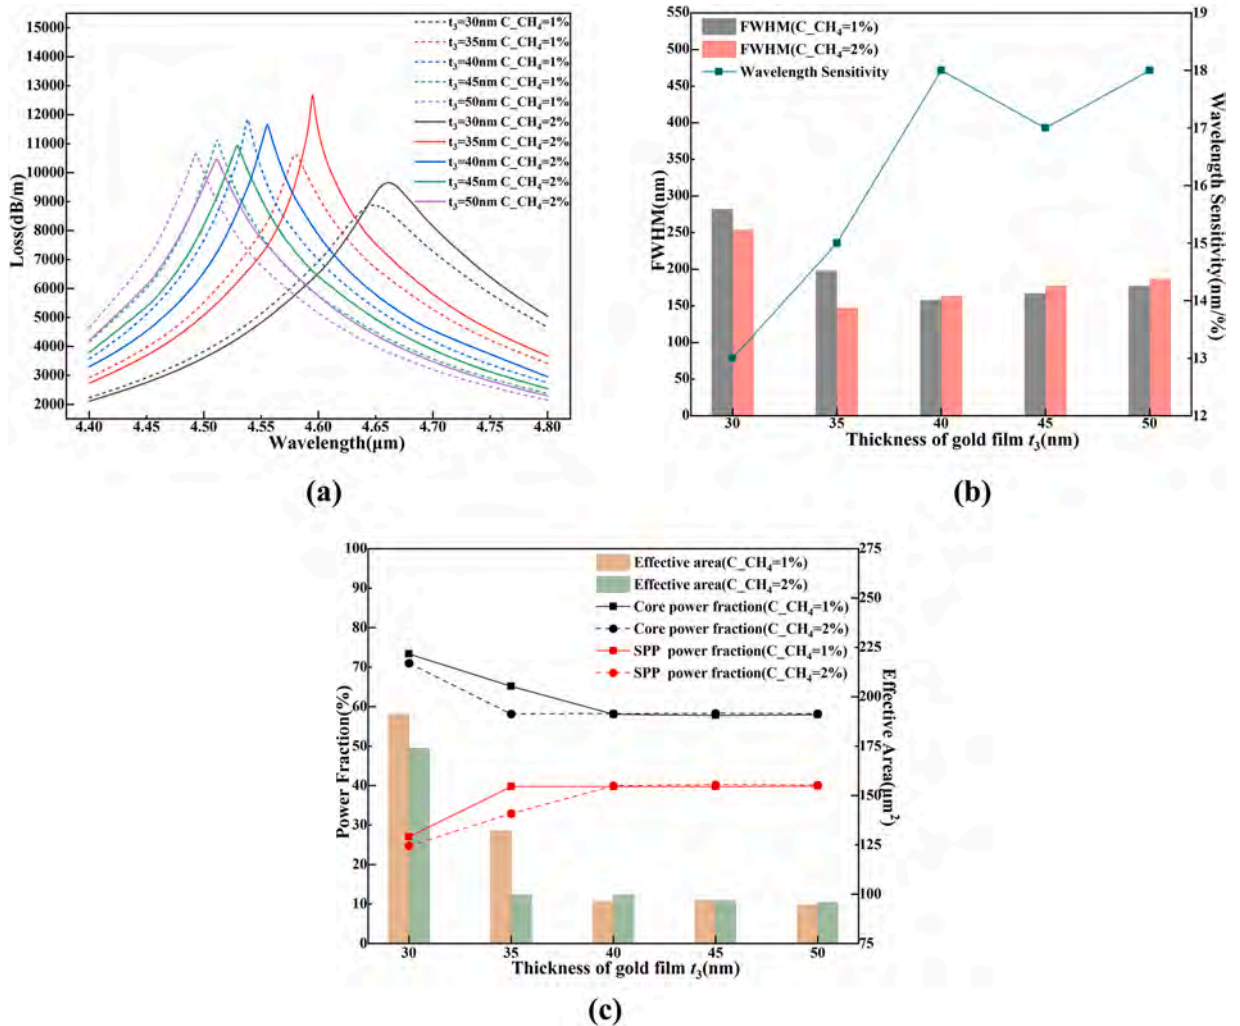 15000
14000
13000
12000
11000
10000
9000
8000
7000
6000
5000
4000
3000
2000
Loss(dB/m)
4.40 4.45 4.50 4.55 4.60 4.65 4.70 4.75 4.80
Wavelength(μm)
t₃=30nm C_CH₄=1%
t₃=35nm C_CH₄=1%
t₃=40nm C_CH₄=1%
t₃=45nm C_CH₄=1%
t₃=50nm C_CH₄=1%
t₃=30nm C_CH₄=2%
t₃=35nm C_CH₄=2%
t₃=40nm C_CH₄=2%
t₃=45nm C_CH₄=2%
t₃=50nm C_CH₄=2%
(a)
550
500
450
400
350
300
250
200
150
100
50
0
FWHM(nm)
FWHM(C_CH₄=1%)
FWHM(C_CH₄=2%)
Wavelength Sensitivity
19
18
17
16
15
14
13
12
Wavelength Sensitivity(nm/%)
30 35 40 45 50
Thickness of gold film t₃(nm)
(b)
100
90
80
70
60
50
40
30
20
10
0
Power Fraction(%)
Effective area(C_CH₄=1%)
Effective area(C_CH₄=2%)
Core power fraction(C_CH₄=1%)
Core power fraction(C_CH₄=2%)
SPP power fraction(C_CH₄=1%)
SPP power fraction(C_CH₄=2%)
275
250
225
200
175
150
125
100
75
Effective Area(μm²)
30 35 40 45 50
Thickness of gold film t₃(nm)
(c)